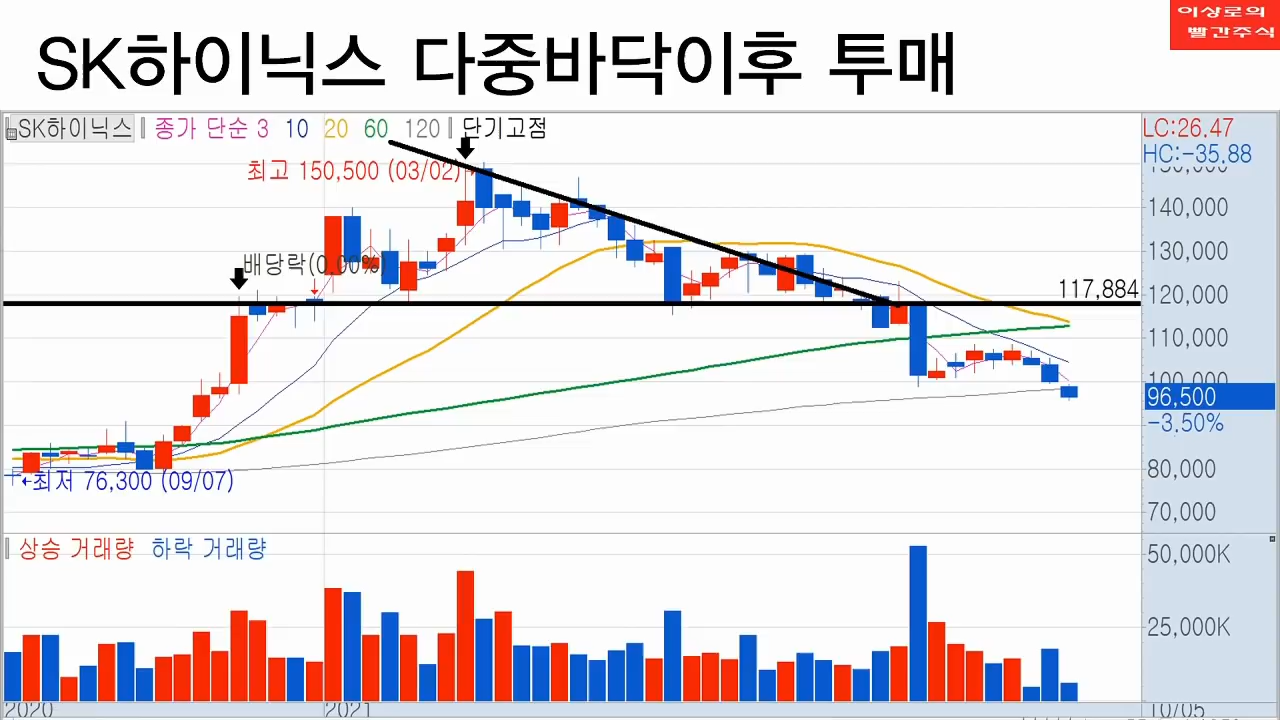 이상로의
빨간주식
SK하이닉스 다중바닥이후 투매
SK하이닉스 종가 단순 3 10 20 60 120 단기고점
LC:26.47
HC:-35.88
최고 150,500 (03/02)
150,000
140,000
배당락(0.00%)
130,000
117,884
120,000
110,000
100,000
96,500
-3.50%
최저 76,300 (09/07)
80,000
70,000
상승 거래량 하락 거래량
50,000K
25,000K
2020 2021 10/05